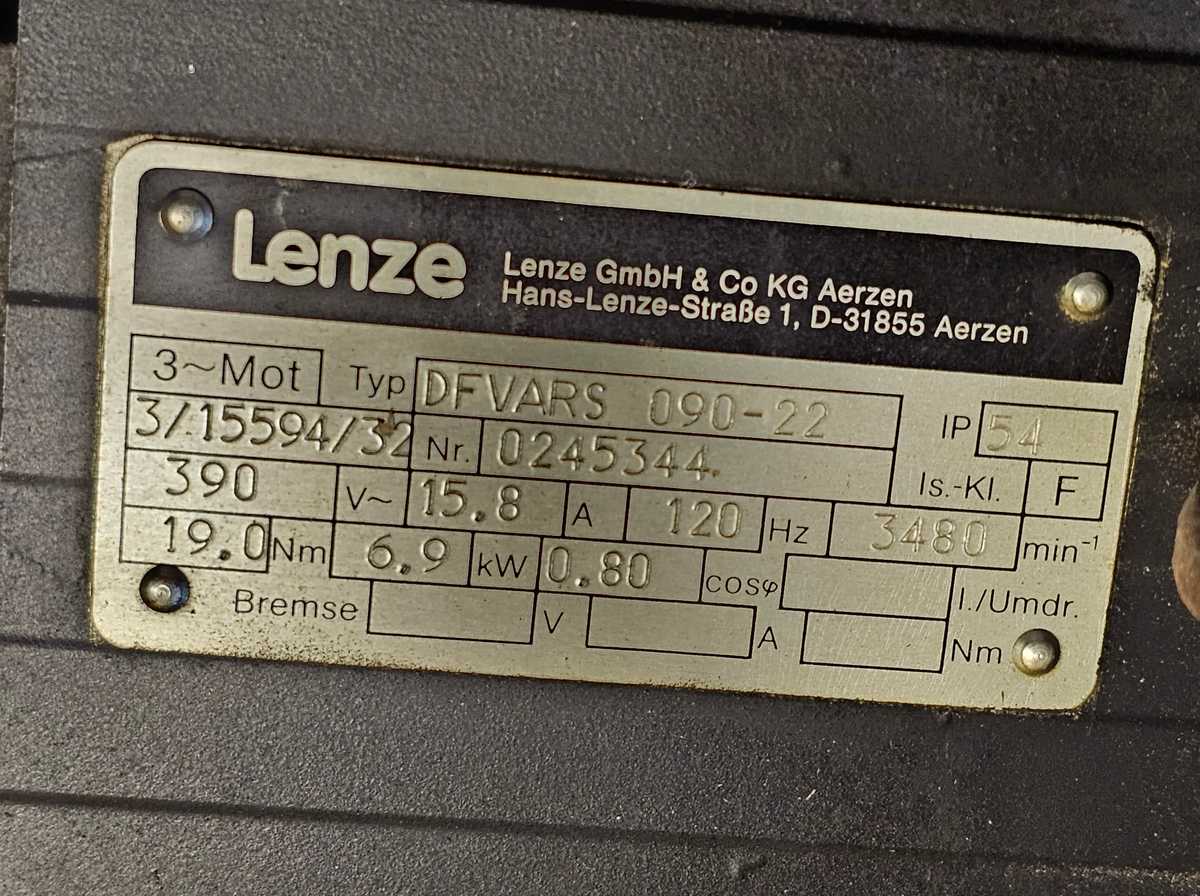 Lenze
Lenze GmbH & Co KG Aerzen
Hans-Lenze-Straße 1, D-31855 Aerzen
3~Mot Typ DFVARS 090-22 IP 54
3/15594/32 Nr. 0245344. Is.-Kl. F
390 V~ 15.8 A 120 Hz 3480 min⁻¹
19.0 Nm 6.9 kW 0.80 cosφ I./Umdr.
Bremse V A Nm